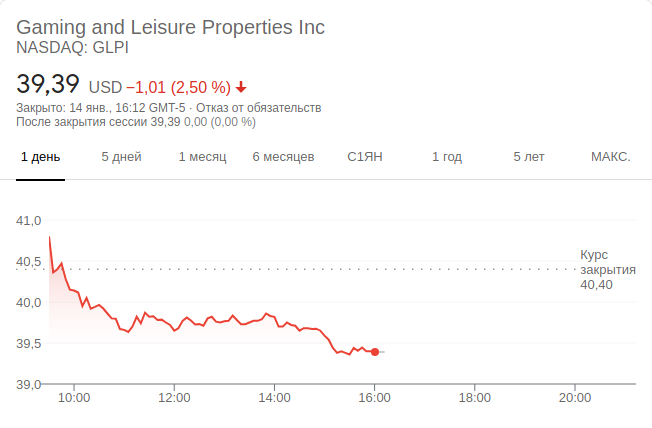 Gaming and Leisure Properties Inc
NASDAQ: GLPI
39,39 USD −1,01 (2,50 %)
Закрыто: 14 янв., 16:12 GMT-5 · Отказ от обязательств
После закрытия сессии 39,39 0,00 (0,00 %)
1 день 5 дней 1 месяц 6 месяцев С1ЯН 1 год 5 лет МАКС.
41,0
40,5
40,0
39,5
39,0
Курс
закрытия
40,40
10:00 12:00 14:00 16:00 18:00 20:00